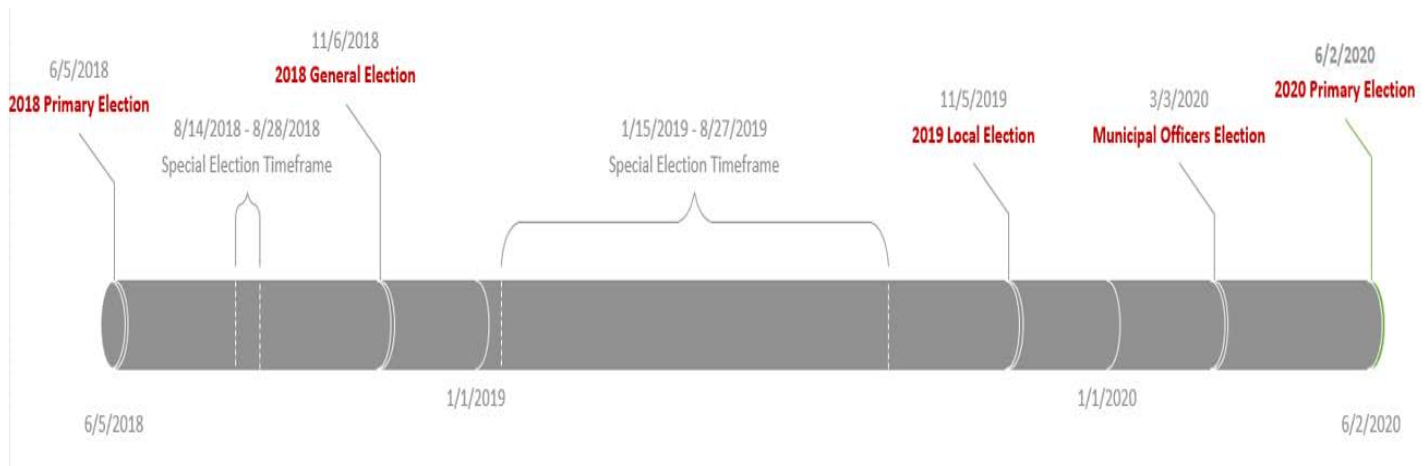 6/5/2018
2018 Primary Election
8/14/2018 - 8/28/2018
Special Election Timeframe
11/6/2018
2018 General Election
1/15/2019 - 8/27/2019
Special Election Timeframe
11/5/2019
2019 Local Election
3/3/2020
Municipal Officers Election
6/2/2020
2020 Primary Election
6/5/2018
1/1/2019
1/1/2020
6/2/2020